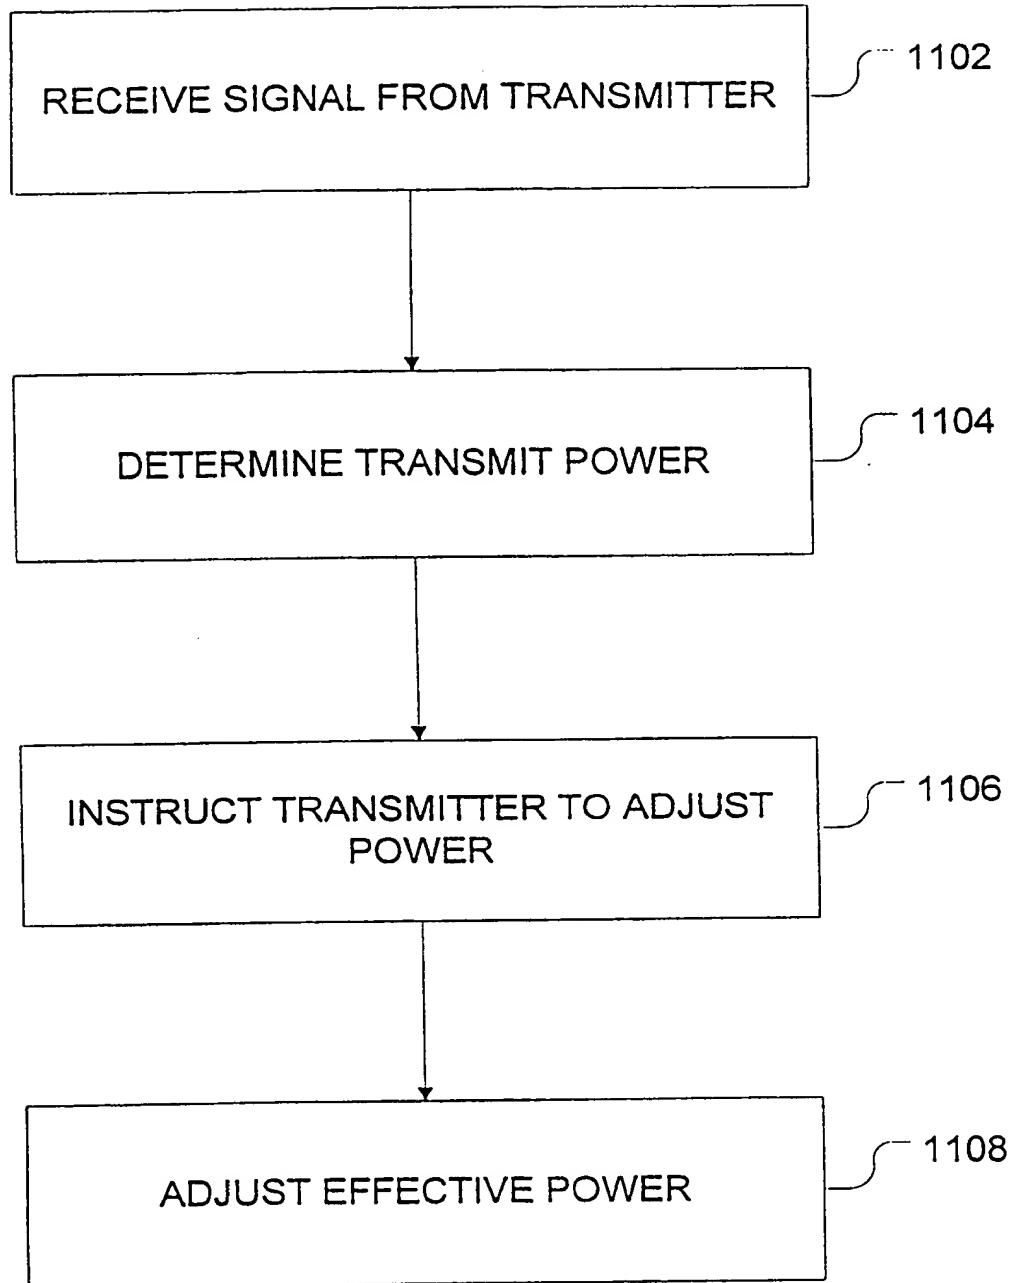 RECEIVE SIGNAL FROM TRANSMITTER
1102
DETERMINE TRANSMIT POWER
1104
INSTRUCT TRANSMITTER TO ADJUST
POWER
1106
ADJUST EFFECTIVE POWER
1108